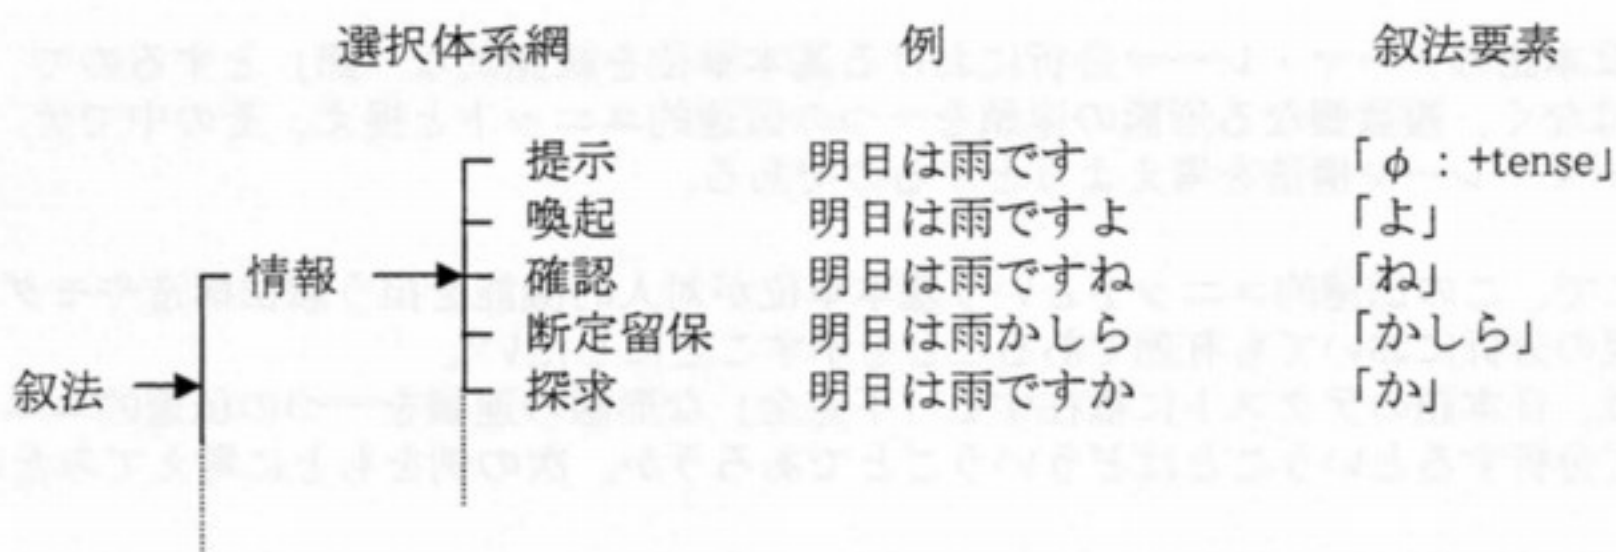 選択体系網 例 叙法要素
提示 明日は雨です 「φ：+tense」
喚起 明日は雨ですよ 「よ」
情報 確認 明日は雨ですね 「ね」
断定留保 明日は雨かしら 「かしら」
叙法 探求 明日は雨ですか 「か」